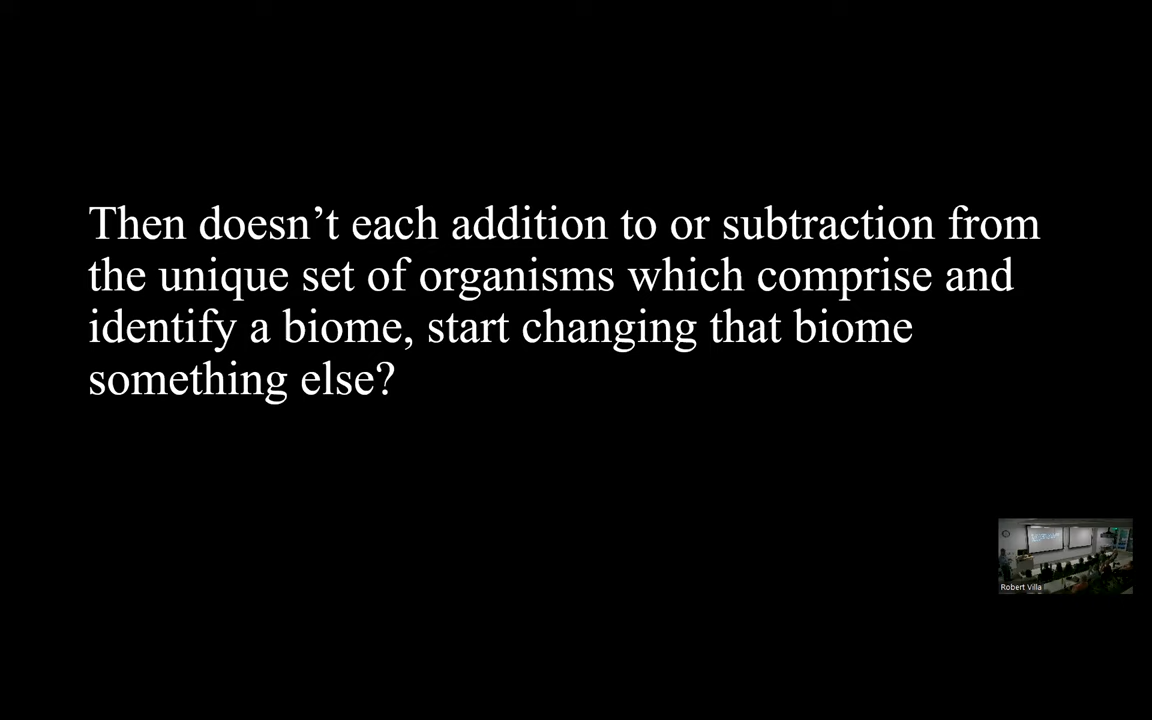 Then doesn’t each addition to or subtraction from
the unique set of organisms which comprise and
identify a biome, start changing that biome
something else?
Robert Villa